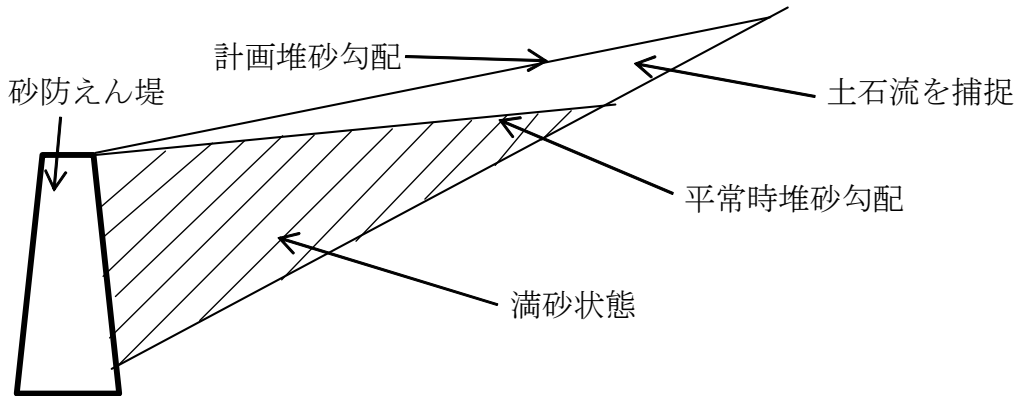 計画堆砂勾配
砂防えん堤
土石流を捕捉
平常時堆砂勾配
満砂状態